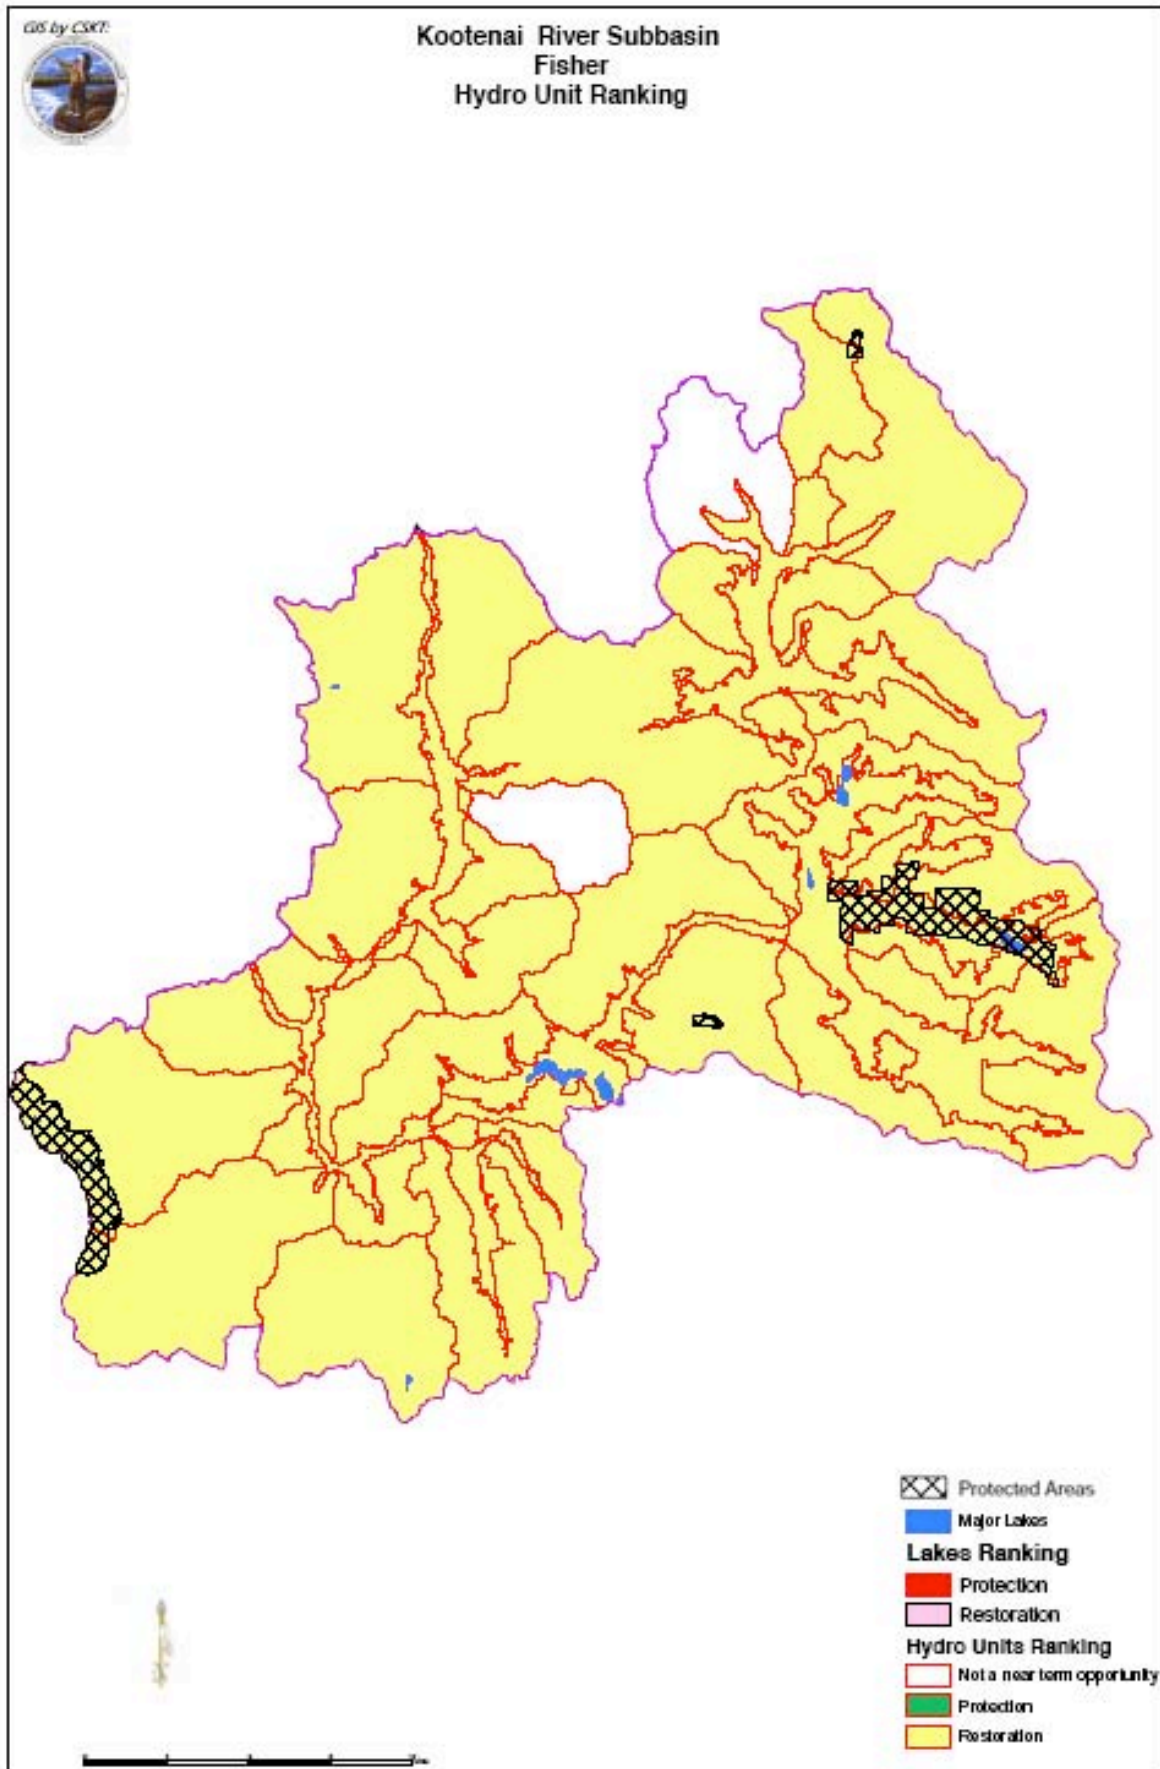 GIS by CSKT:
Kootenai River Subbasin
Fisher
Hydro Unit Ranking
Protected Areas
Major Lakes
Lakes Ranking
Protection
Restoration
Hydro Units Ranking
Not a near term opportunity
Protection
Restoration